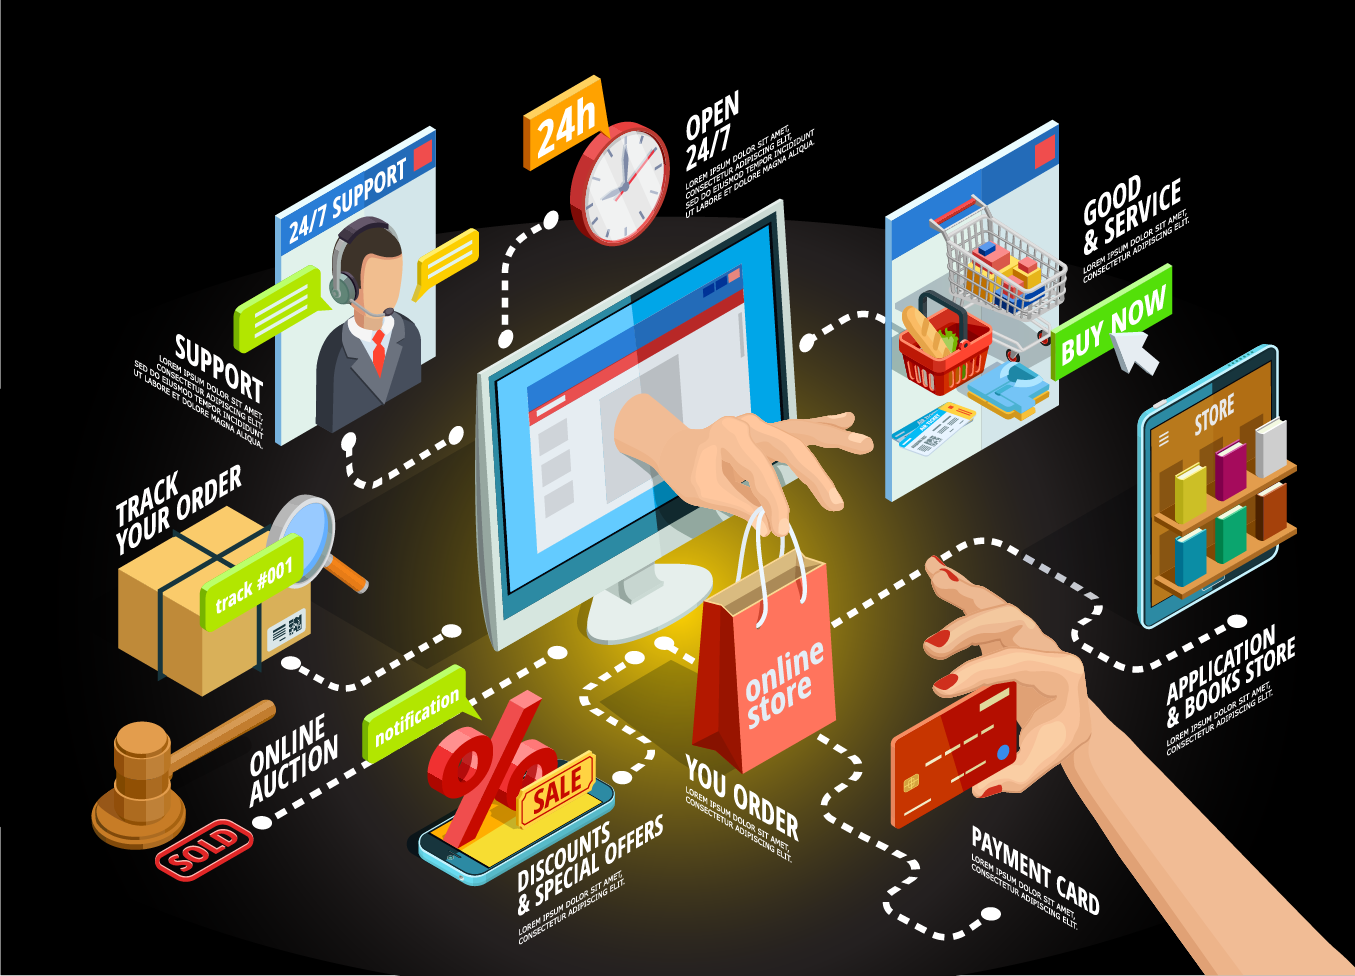 24h
OPEN
24/7
LOREM IPSUM DOLOR SIT AMET,
CONSECTETUR ADIPISCING ELIT,
SED DO EIUSMOD TEMPOR INCIDIDUNT
UT LABORE ET DOLORE MAGNA ALIQUA.
24/7 SUPPORT
SUPPORT
LOREM IPSUM DOLOR SIT AMET,
CONSECTETUR ADIPISCING ELIT,
SED DO EIUSMOD TEMPOR INCIDIDUNT
UT LABORE ET DOLORE MAGNA ALIQUA.
GOOD
& SERVICE
LOREM IPSUM DOLOR SIT AMET,
CONSECTETUR ADIPISCING ELIT.
BUY NOW
STORE
APPLICATION
& BOOKS STORE
LOREM IPSUM DOLOR SIT AMET,
CONSECTETUR ADIPISCING ELIT.
TRACK
YOUR ORDER
track #001
ONLINE
AUCTION
SOLD
notification
SALE
DISCOUNTS
& SPECIAL OFFERS
LOREM IPSUM DOLOR SIT AMET,
CONSECTETUR ADIPISCING ELIT.
online
store
YOU ORDER
LOREM IPSUM DOLOR SIT AMET,
CONSECTETUR ADIPISCING ELIT.
PAYMENT CARD
LOREM IPSUM DOLOR SIT AMET,
CONSECTETUR ADIPISCING ELIT.